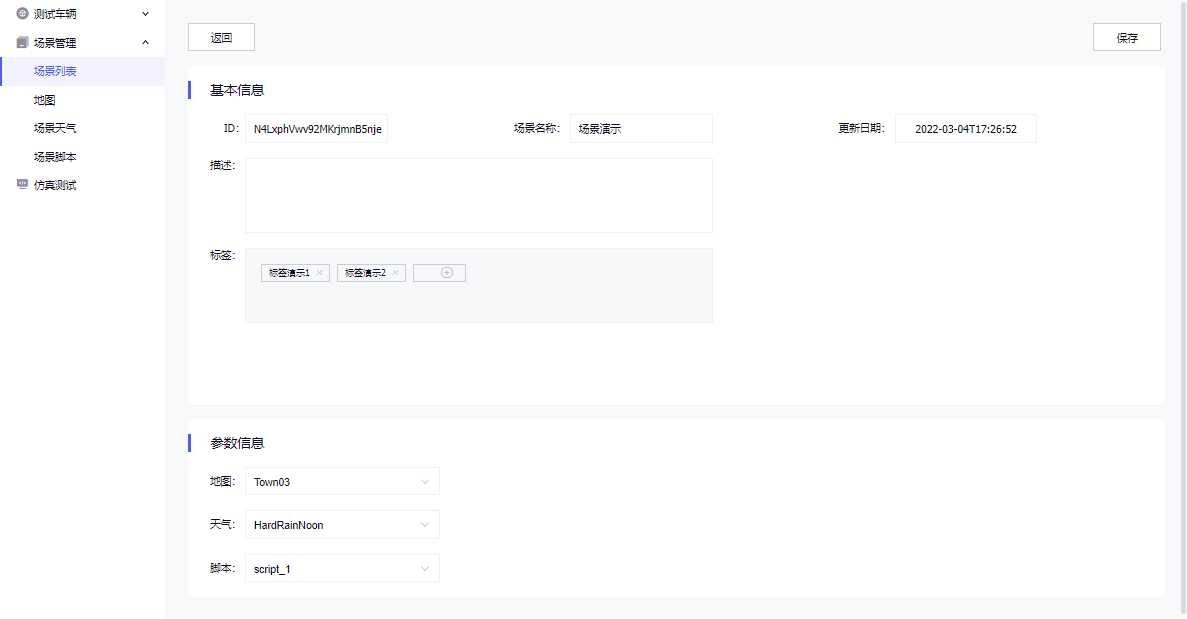 测试车辆
场景管理
场景列表
地图
场景天气
场景脚本
仿真测试
返回
保存
基本信息
ID: N4LxphVwv92MKrjmnB5nje
场景名称: 场景演示
更新日期: 2022-03-04T17:26:52
描述:
标签:
标签演示1 × 标签演示2 ×
参数信息
地图: Town03
天气: HardRainNoon
脚本: script_1